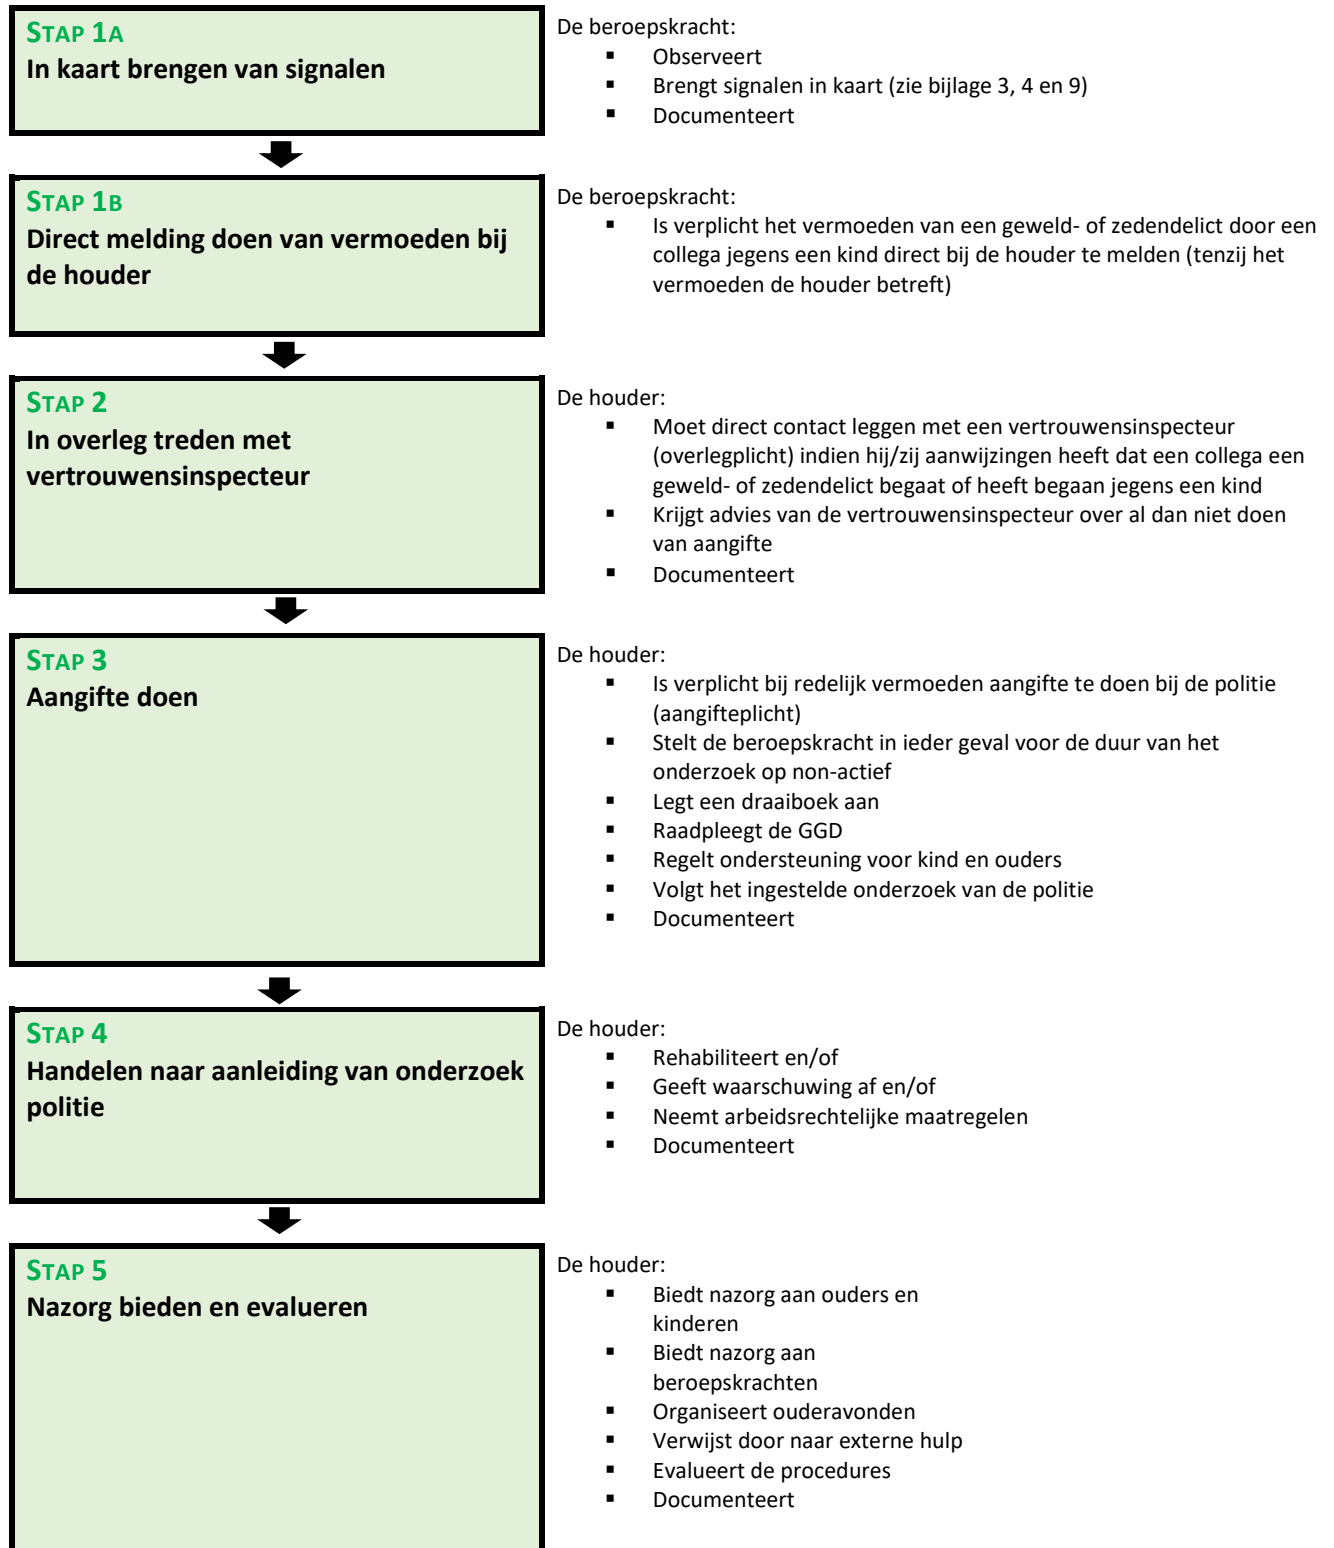 STAP 1A
In kaart brengen van signalen
De beroepskracht:
▪ Observeert
▪ Brengt signalen in kaart (zie bijlage 3, 4 en 9)
▪ Documenteert
STAP 1B
Direct melding doen van vermoeden bij
de houder
De beroepskracht:
▪ Is verplicht het vermoeden van een geweld- of zedendelict door een
collega jegens een kind direct bij de houder te melden (tenzij het
vermoeden de houder betreft)
STAP 2
In overleg treden met
vertrouwensinspecteur
De houder:
▪ Moet direct contact leggen met een vertrouwensinspecteur
(overlegplicht) indien hij/zij aanwijzingen heeft dat een collega een
geweld- of zedendelict begaat of heeft begaan jegens een kind
▪ Krijgt advies van de vertrouwensinspecteur over al dan niet doen
van aangifte
▪ Documenteert
STAP 3
Aangifte doen
De houder:
▪ Is verplicht bij redelijk vermoeden aangifte te doen bij de politie
(aangifteplicht)
▪ Stelt de beroepskracht in ieder geval voor de duur van het
onderzoek op non-actief
▪ Legt een draaiboek aan
▪ Raadpleegt de GGD
▪ Regelt ondersteuning voor kind en ouders
▪ Volgt het ingestelde onderzoek van de politie
▪ Documenteert
STAP 4
Handelen naar aanleiding van onderzoek
politie
De houder:
▪ Rehabiliteert en/of
▪ Geeft waarschuwing af en/of
▪ Neemt arbeidsrechtelijke maatregelen
▪ Documenteert
STAP 5
Nazorg bieden en evalueren
De houder:
▪ Biedt nazorg aan ouders en
kinderen
▪ Biedt nazorg aan
beroepskrachten
▪ Organiseert ouderavonden
▪ Verwijst door naar externe hulp
▪ Evalueert de procedures
▪ Documenteert